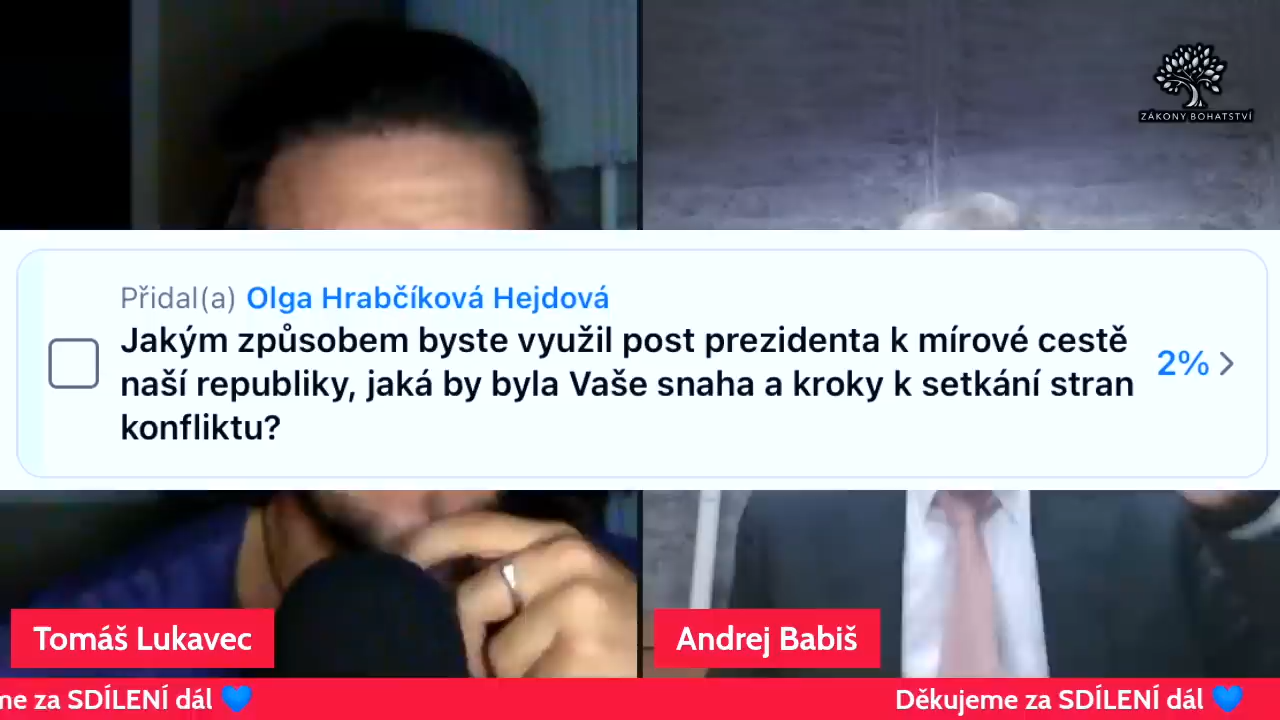 ZÁKONY BOHATSTVÍ
Přidal(a) Olga Hrabčíková Hejdová
Jakým způsobem byste využil post prezidenta k mírové cestě
naší republiky, jaká by byla Vaše snaha a kroky k setkání stran
konfliktu?
2%
Tomáš Lukavec
Andrej Babiš
me za SDÍLENÍ dál 💙
Děkujeme za SDÍLENÍ dál 💙